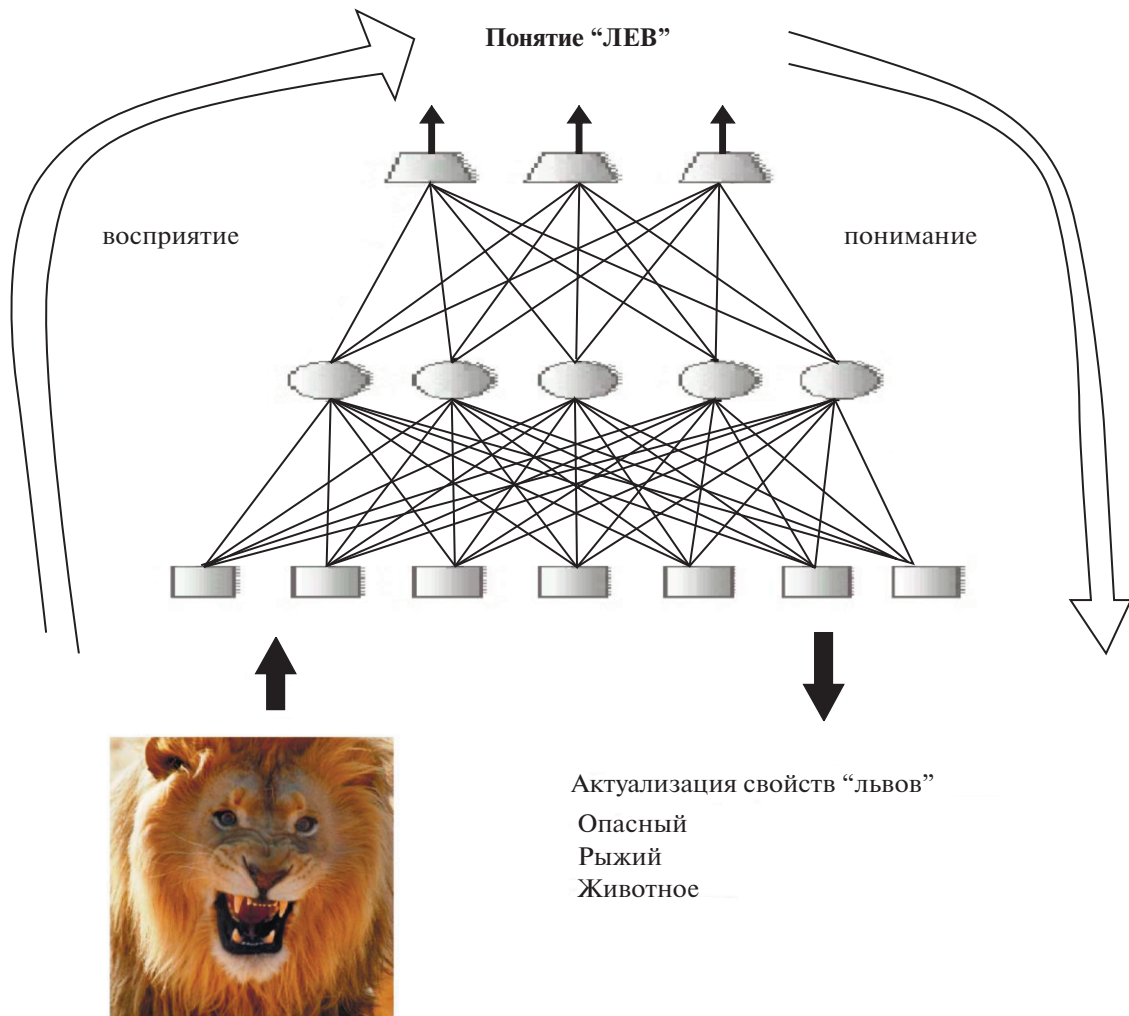 Понятие “ЛЕВ”
восприятие
понимание
Актуализация свойств “львов”
Опасный
Рыжий
Животное